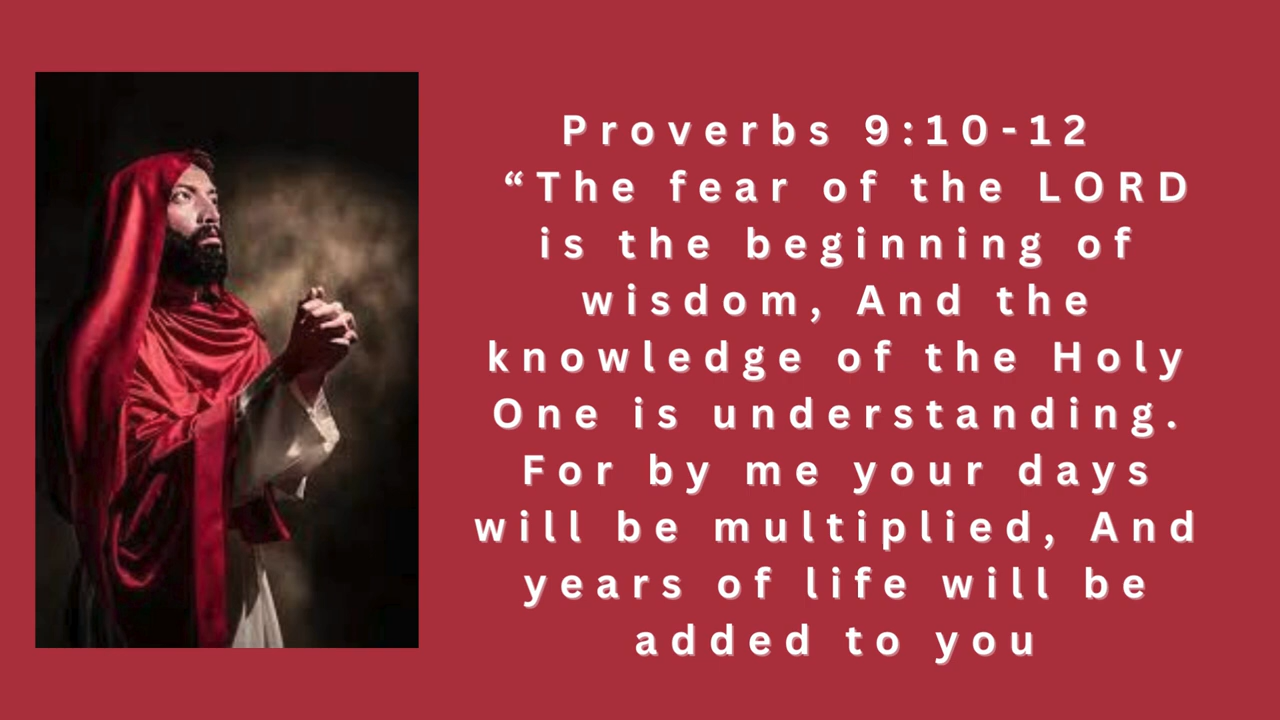 Proverbs 9:10-12
“The fear of the LORD
is the beginning of
wisdom, And the
knowledge of the Holy
One is understanding.
For by me your days
will be multiplied, And
years of life will be
added to you